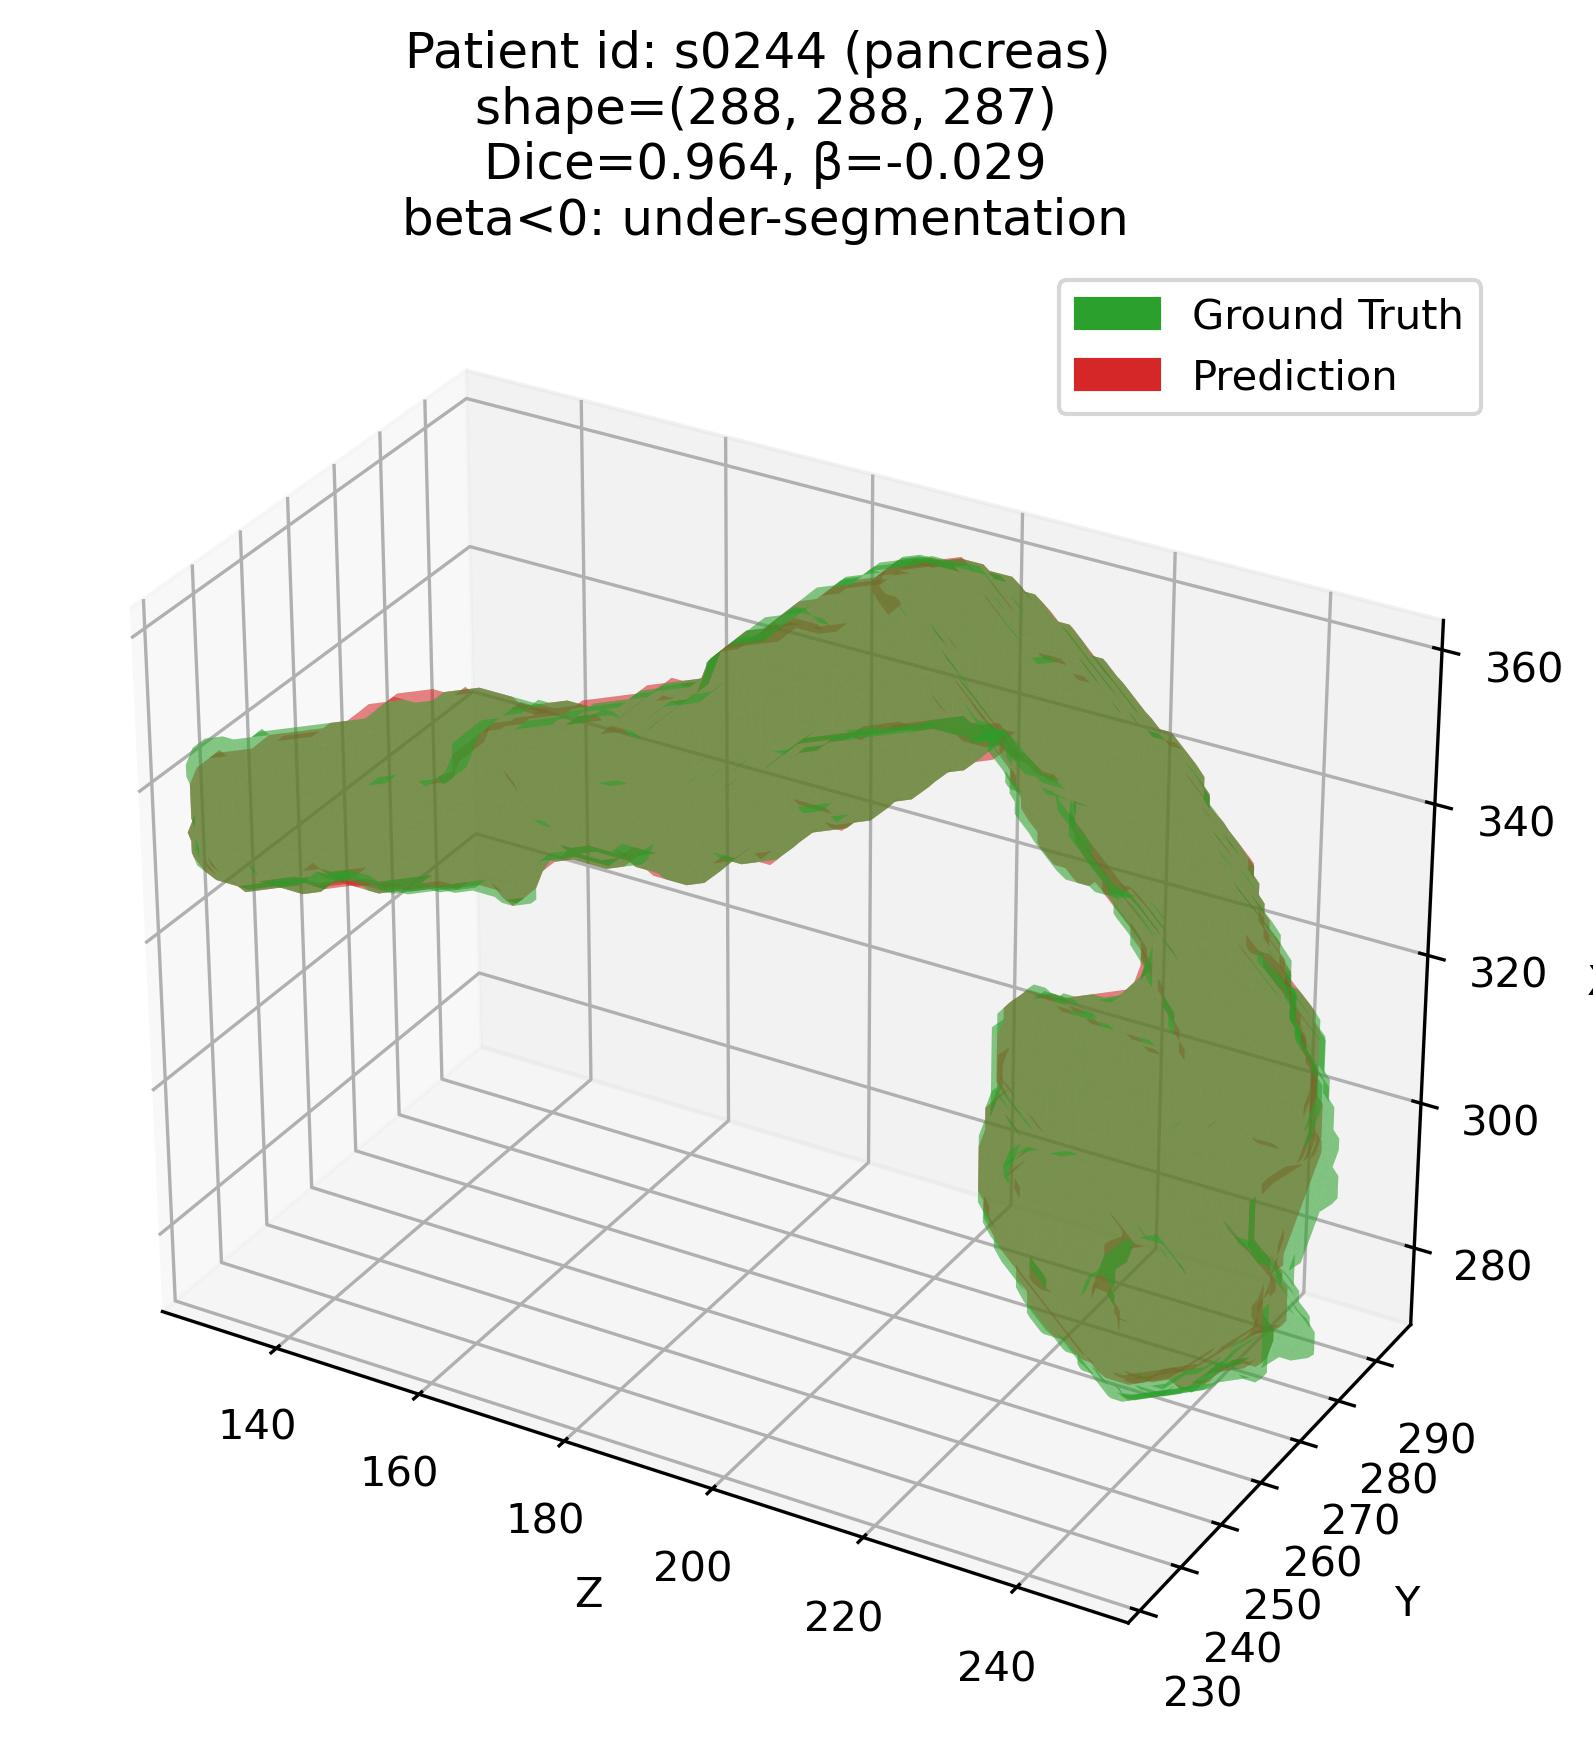 Patient id: s0244 (pancreas)
shape=(288, 288, 287)
Dice=0.964, β=-0.029
beta<0: under-segmentation
Ground Truth
Prediction
360
340
320
300
280
140
160
180
200
220
240
Z
290
280
270
260
250
240
230
Y